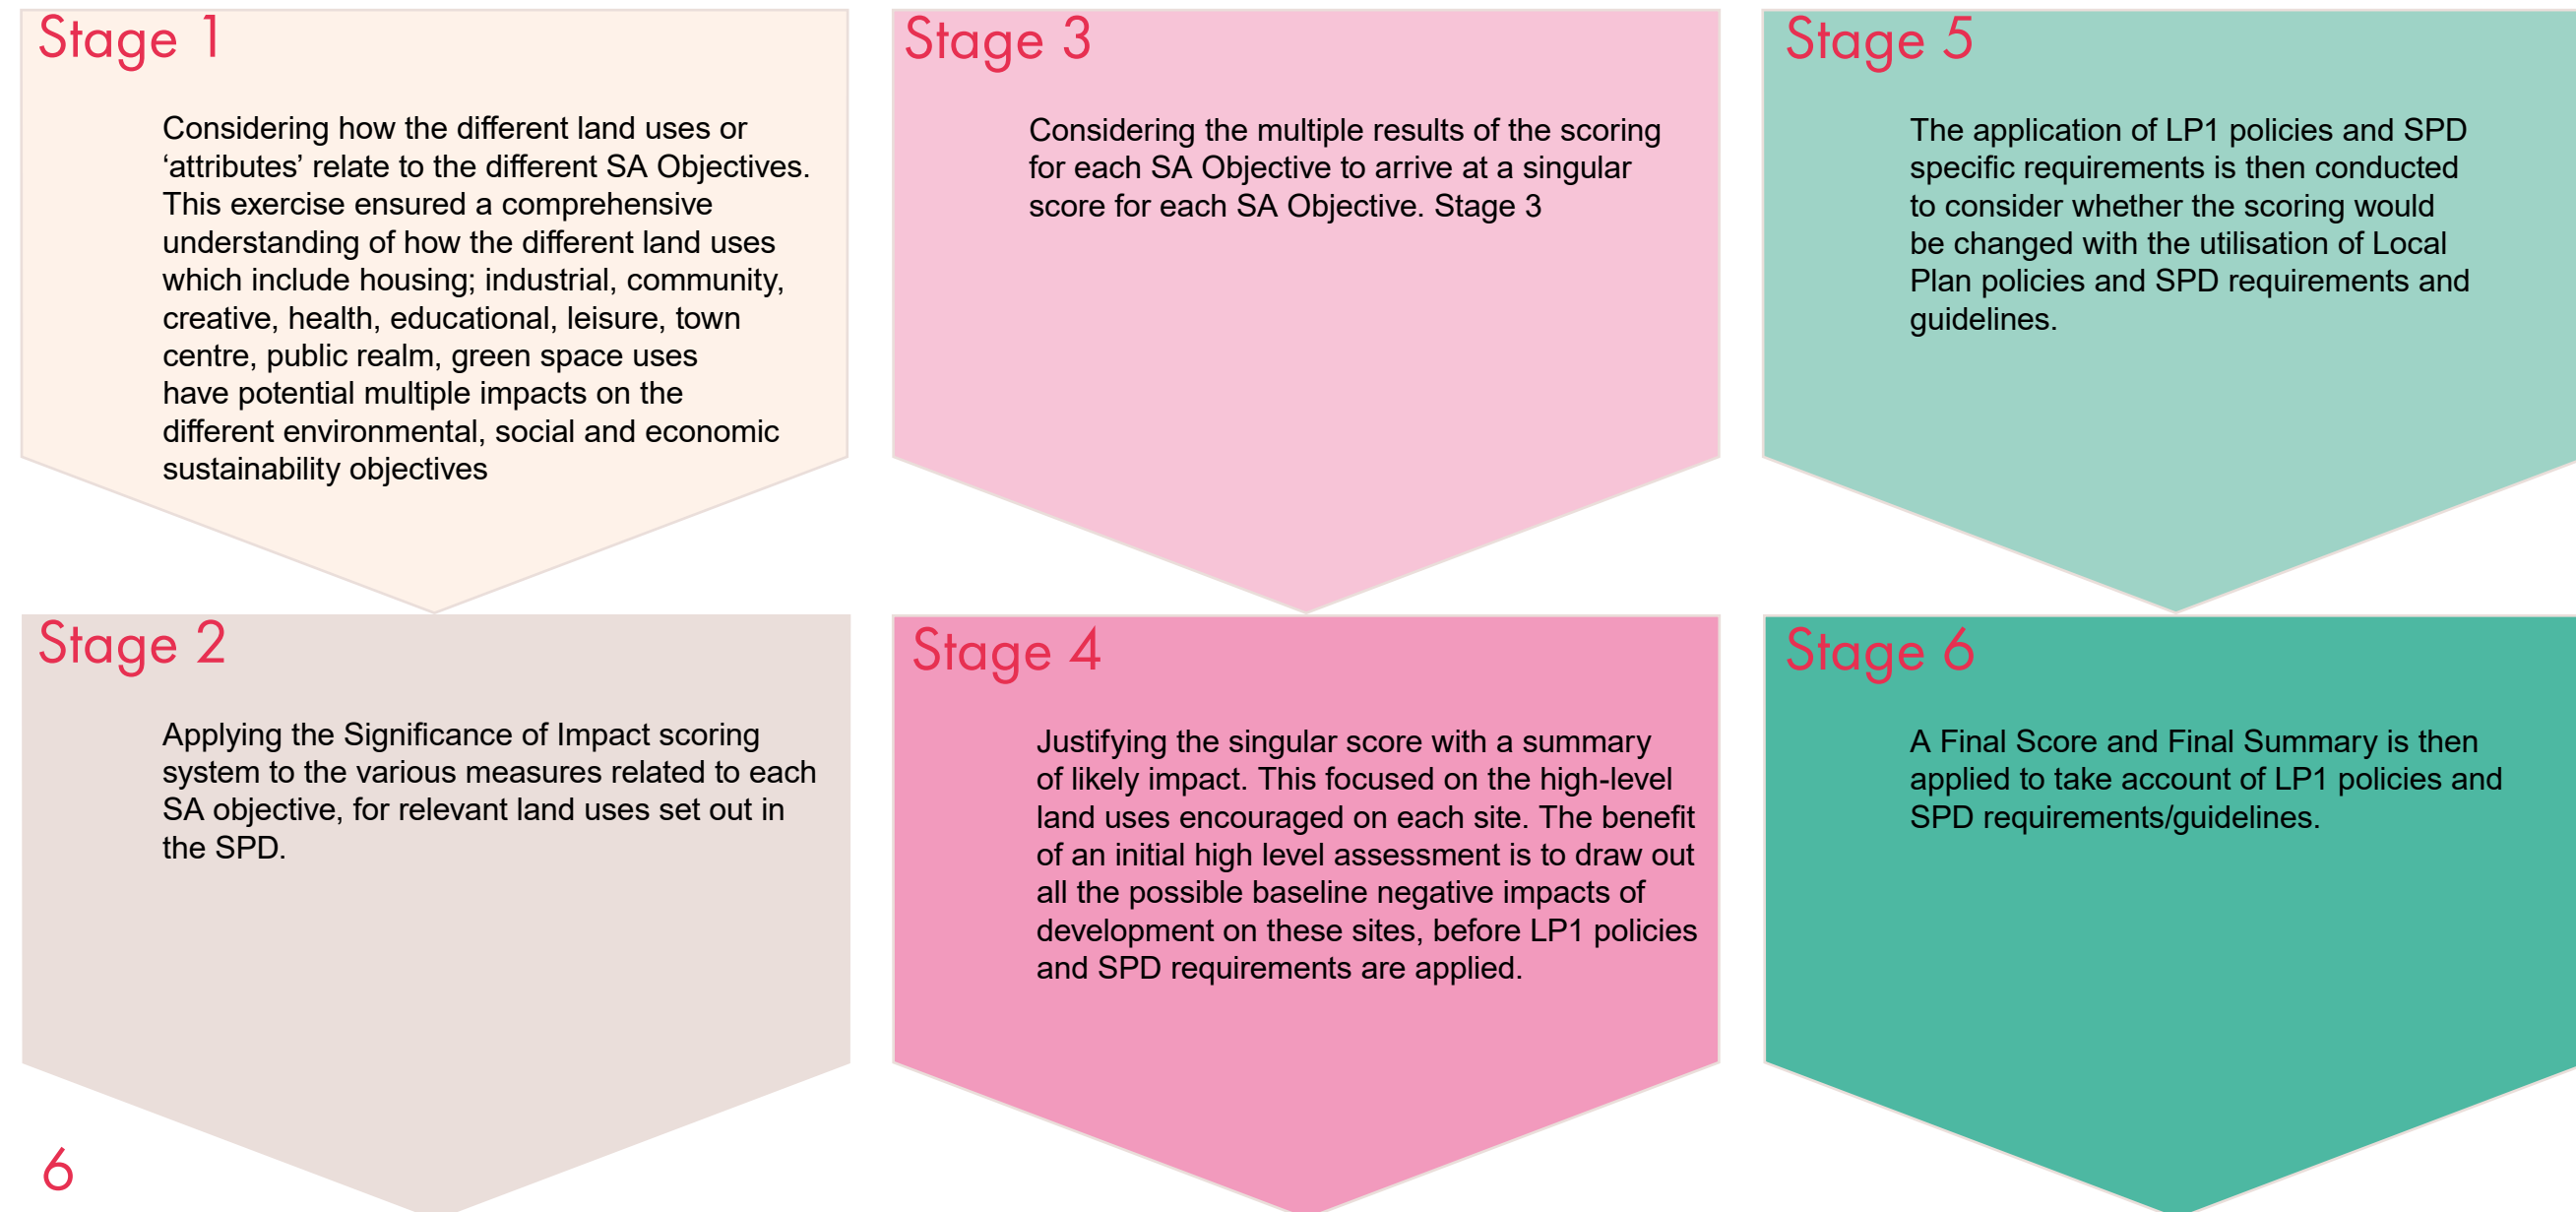 Stage 1
Considering how the different land uses or
‘attributes’ relate to the different SA Objectives.
This exercise ensured a comprehensive
understanding of how the different land uses
which include housing; industrial, community,
creative, health, educational, leisure, town
centre, public realm, green space uses
have potential multiple impacts on the
different environmental, social and economic
sustainability objectives
Stage 2
Applying the Significance of Impact scoring
system to the various measures related to each
SA objective, for relevant land uses set out in
the SPD.
Stage 3
Considering the multiple results of the scoring
for each SA Objective to arrive at a singular
score for each SA Objective. Stage 3
Stage 4
Justifying the singular score with a summary
of likely impact. This focused on the high-level
land uses encouraged on each site. The benefit
of an initial high level assessment is to draw out
all the possible baseline negative impacts of
development on these sites, before LP1 policies
and SPD requirements are applied.
Stage 5
The application of LP1 policies and SPD
specific requirements is then conducted
to consider whether the scoring would
be changed with the utilisation of Local
Plan policies and SPD requirements and
guidelines.
Stage 6
A Final Score and Final Summary is then
applied to take account of LP1 policies and
SPD requirements/guidelines.
6